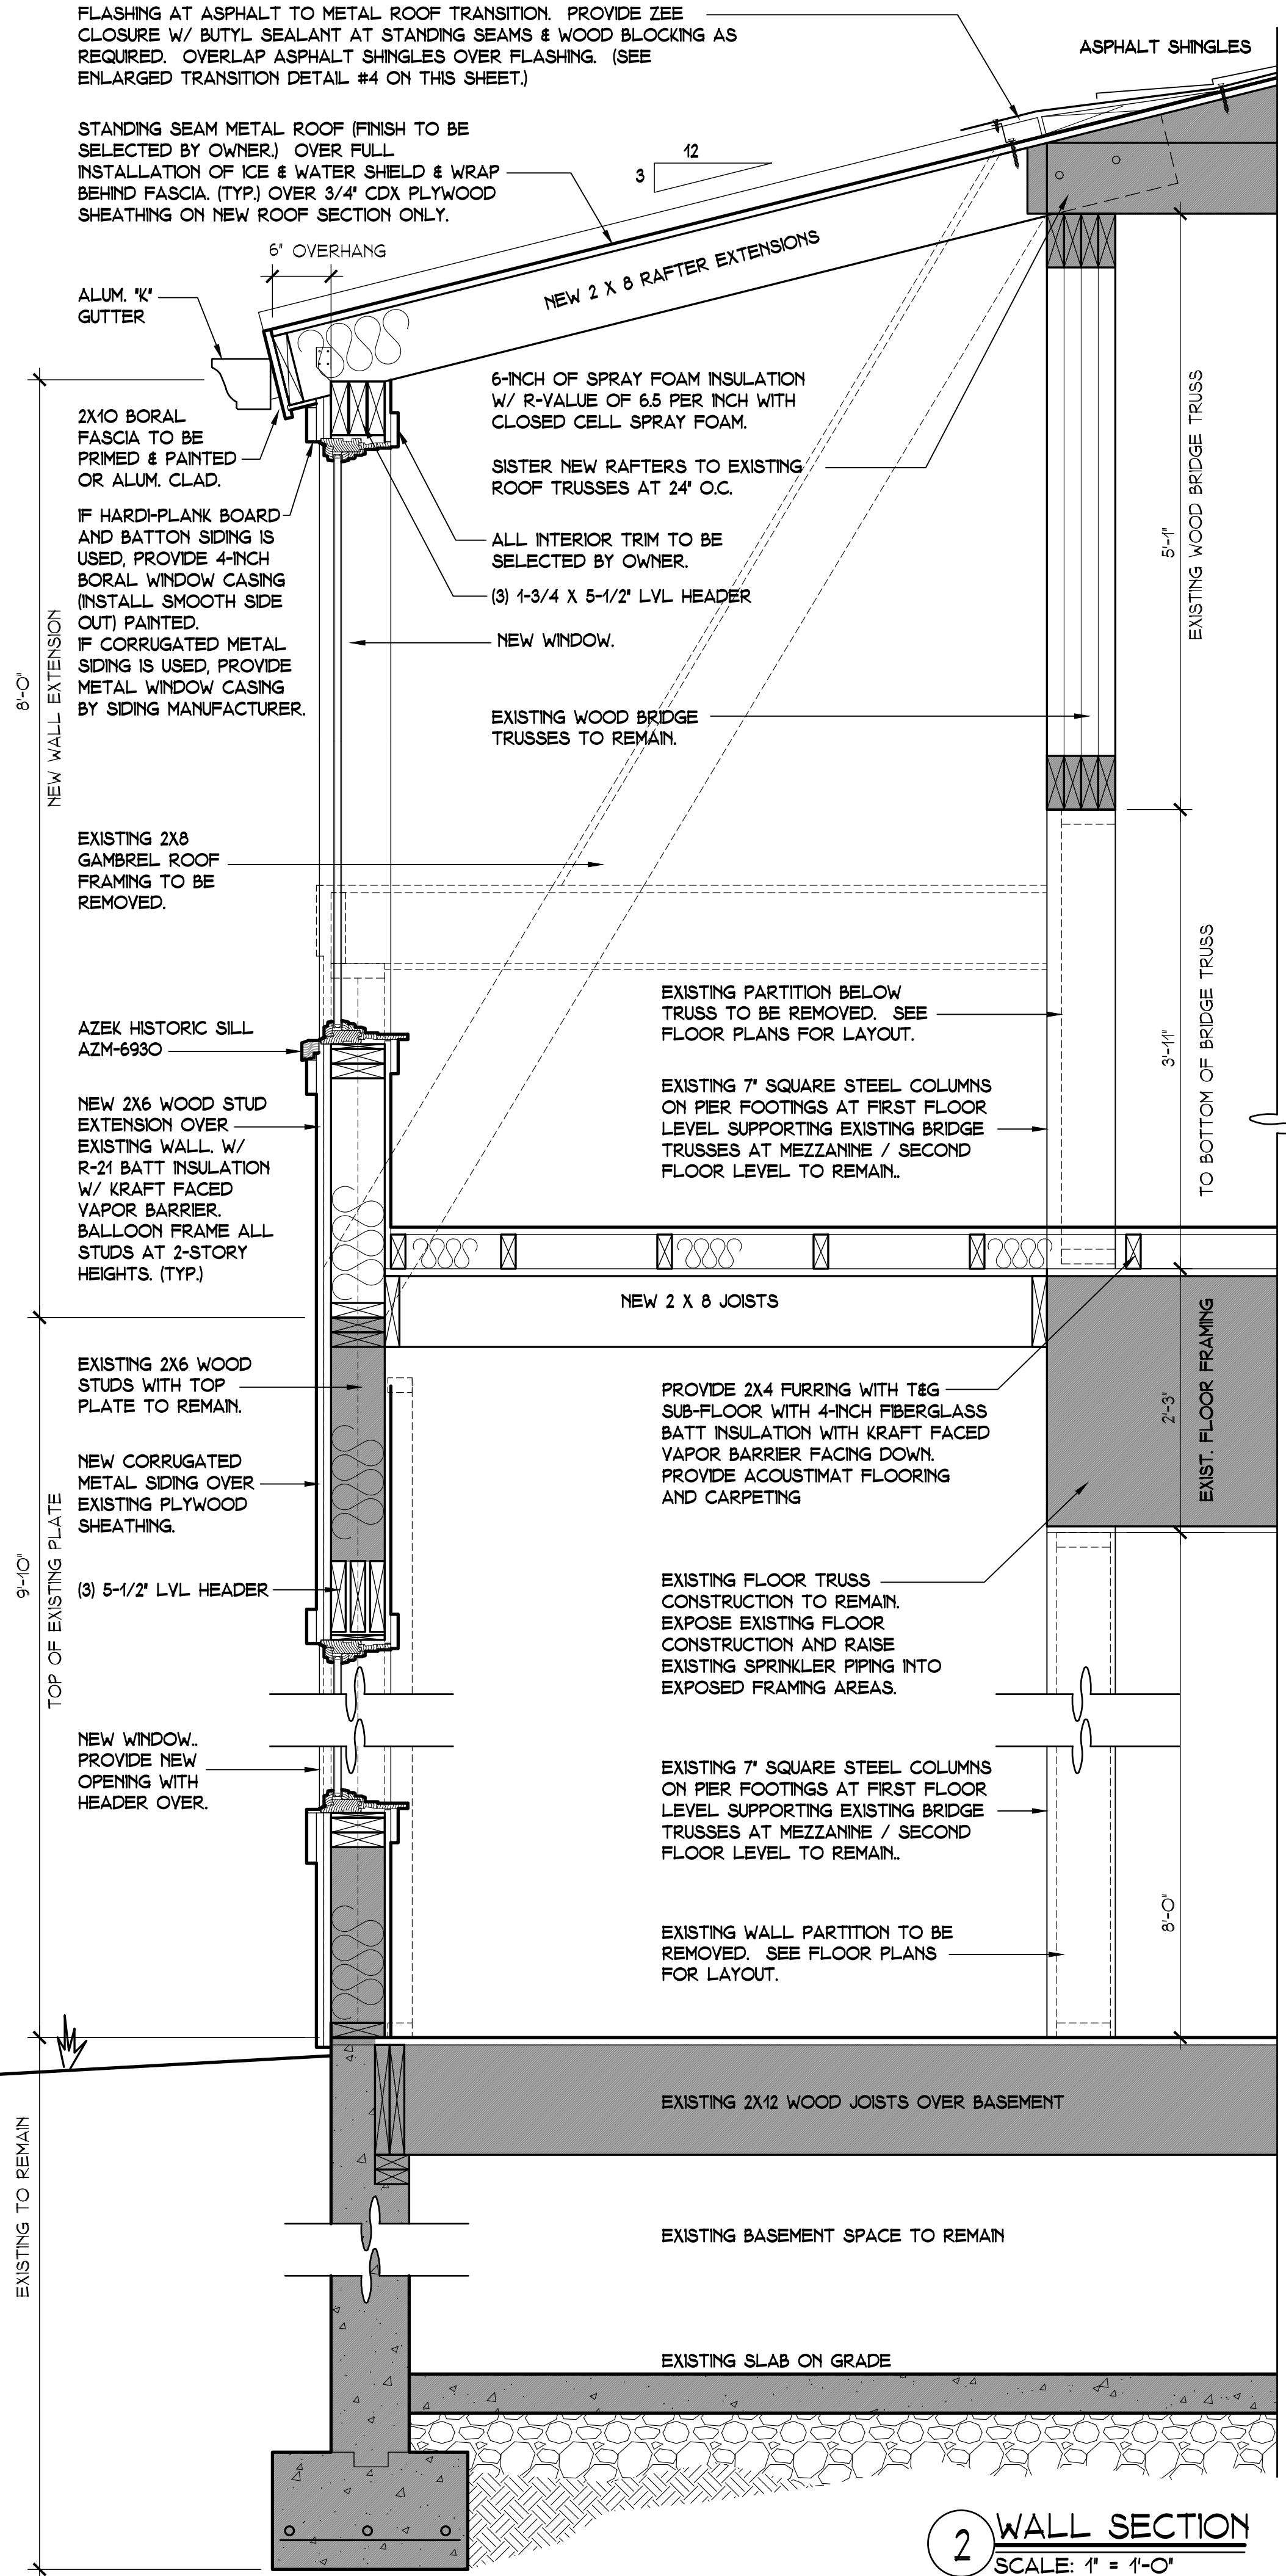 FLASHING AT ASPHALT TO METAL ROOF TRANSITION. PROVIDE ZEE
CLOSURE W/ BUTYL SEALANT AT STANDING SEAMS & WOOD BLOCKING AS
REQUIRED. OVERLAP ASPHALT SHINGLES OVER FLASHING. (SEE
ENLARGED TRANSITION DETAIL #4 ON THIS SHEET.)
ASPHALT SHINGLES
STANDING SEAM METAL ROOF (FINISH TO BE
SELECTED BY OWNER.) OVER FULL
INSTALLATION OF ICE & WATER SHIELD & WRAP
BEHIND FASCIA. (TYP.) OVER 3/4" CDX PLYWOOD
SHEATHING ON NEW ROOF SECTION ONLY.
12
3
6" OVERHANG
NEW 2 X 8 RAFTER EXTENSIONS
ALUM. "K"
GUTTER
2X10 BORAL
FASCIA TO BE
PRIMED & PAINTED
OR ALUM. CLAD.
6-INCH OF SPRAY FOAM INSULATION
W/ R-VALUE OF 6.5 PER INCH WITH
CLOSED CELL SPRAY FOAM.
SISTER NEW RAFTERS TO EXISTING
ROOF TRUSSES AT 24" O.C.
IF HARDI-PLANK BOARD
AND BATTON SIDING IS
USED, PROVIDE 4-INCH
BORAL WINDOW CASING
(INSTALL SMOOTH SIDE
OUT) PAINTED.
IF CORRUGATED METAL
SIDING IS USED, PROVIDE
METAL WINDOW CASING
BY SIDING MANUFACTURER.
ALL INTERIOR TRIM TO BE
SELECTED BY OWNER.
(3) 1-3/4 X 5-1/2" LVL HEADER
NEW WINDOW.
EXISTING WOOD BRIDGE
TRUSSES TO REMAIN.
5'-1"
EXISTING WOOD BRIDGE TRUSS
8'-0"
NEW WALL EXTENSION
EXISTING 2X8
GAMBREL ROOF
FRAMING TO BE
REMOVED.
EXISTING PARTITION BELOW
TRUSS TO BE REMOVED. SEE
FLOOR PLANS FOR LAYOUT.
AZEK HISTORIC SILL
AZM-6930
EXISTING 7" SQUARE STEEL COLUMNS
ON PIER FOOTINGS AT FIRST FLOOR
LEVEL SUPPORTING EXISTING BRIDGE
TRUSSES AT MEZZANINE / SECOND
FLOOR LEVEL TO REMAIN..
3'-11"
TO BOTTOM OF BRIDGE TRUSS
NEW 2X6 WOOD STUD
EXTENSION OVER
EXISTING WALL. W/
R-21 BATT INSULATION
W/ KRAFT FACED
VAPOR BARRIER.
BALLOON FRAME ALL
STUDS AT 2-STORY
HEIGHTS. (TYP.)
NEW 2 X 8 JOISTS
EXISTING 2X6 WOOD
STUDS WITH TOP
PLATE TO REMAIN.
PROVIDE 2X4 FURRING WITH T&G
SUB-FLOOR WITH 4-INCH FIBERGLASS
BATT INSULATION WITH KRAFT FACED
VAPOR BARRIER FACING DOWN.
PROVIDE ACOUSTIMAT FLOORING
AND CARPETING
2'-3"
EXIST. FLOOR FRAMING
NEW CORRUGATED
METAL SIDING OVER
EXISTING PLYWOOD
SHEATHING.
9'-10"
TOP OF EXISTING PLATE
(3) 5-1/2" LVL HEADER
EXISTING FLOOR TRUSS
CONSTRUCTION TO REMAIN.
EXPOSE EXISTING FLOOR
CONSTRUCTION AND RAISE
EXISTING SPRINKLER PIPING INTO
EXPOSED FRAMING AREAS.
NEW WINDOW..
PROVIDE NEW
OPENING WITH
HEADER OVER.
EXISTING 7" SQUARE STEEL COLUMNS
ON PIER FOOTINGS AT FIRST FLOOR
LEVEL SUPPORTING EXISTING BRIDGE
TRUSSES AT MEZZANINE / SECOND
FLOOR LEVEL TO REMAIN..
8'-0"
EXISTING WALL PARTITION TO BE
REMOVED. SEE FLOOR PLANS
FOR LAYOUT.
EXISTING 2X12 WOOD JOISTS OVER BASEMENT
EXISTING TO REMAIN
EXISTING BASEMENT SPACE TO REMAIN
EXISTING SLAB ON GRADE
2 WALL SECTION
SCALE: 1" = 1'-0"